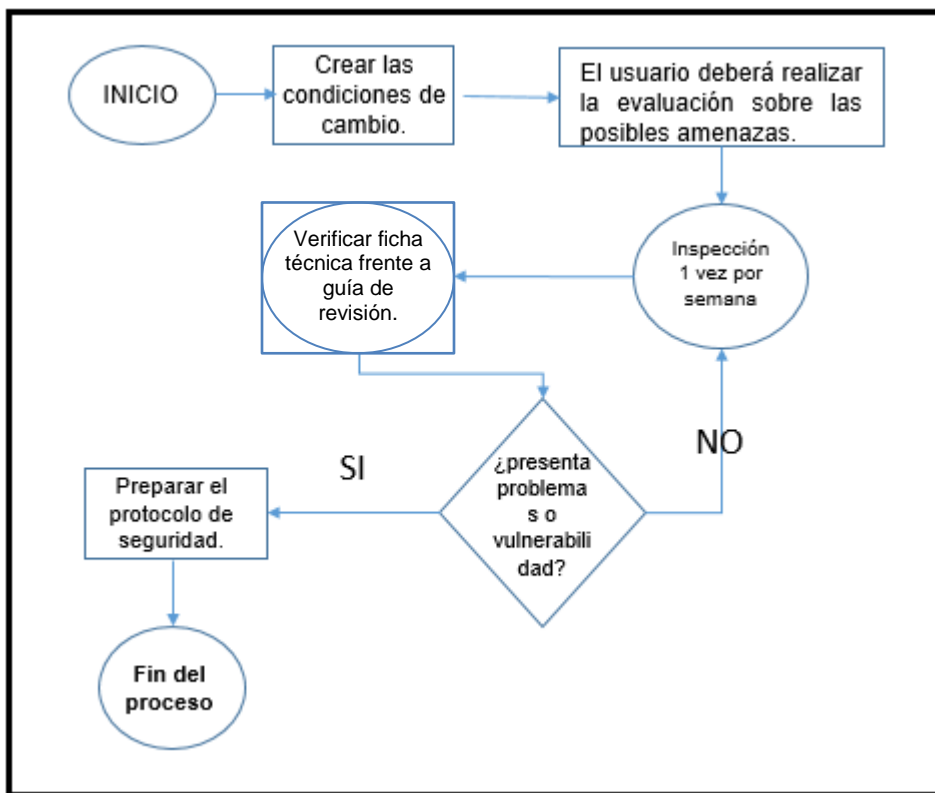 INICIO
Crear las
condiciones de
cambio.
El usuario deberá realizar
la evaluación sobre las
posibles amenazas.
Verificar ficha
técnica frente a
guía de
revisión.
Inspección
1 vez por
semana
¿presenta
problema
s o
vulnerabili
dad?
SI
NO
Preparar el
protocolo de
seguridad.
Fin del
proceso